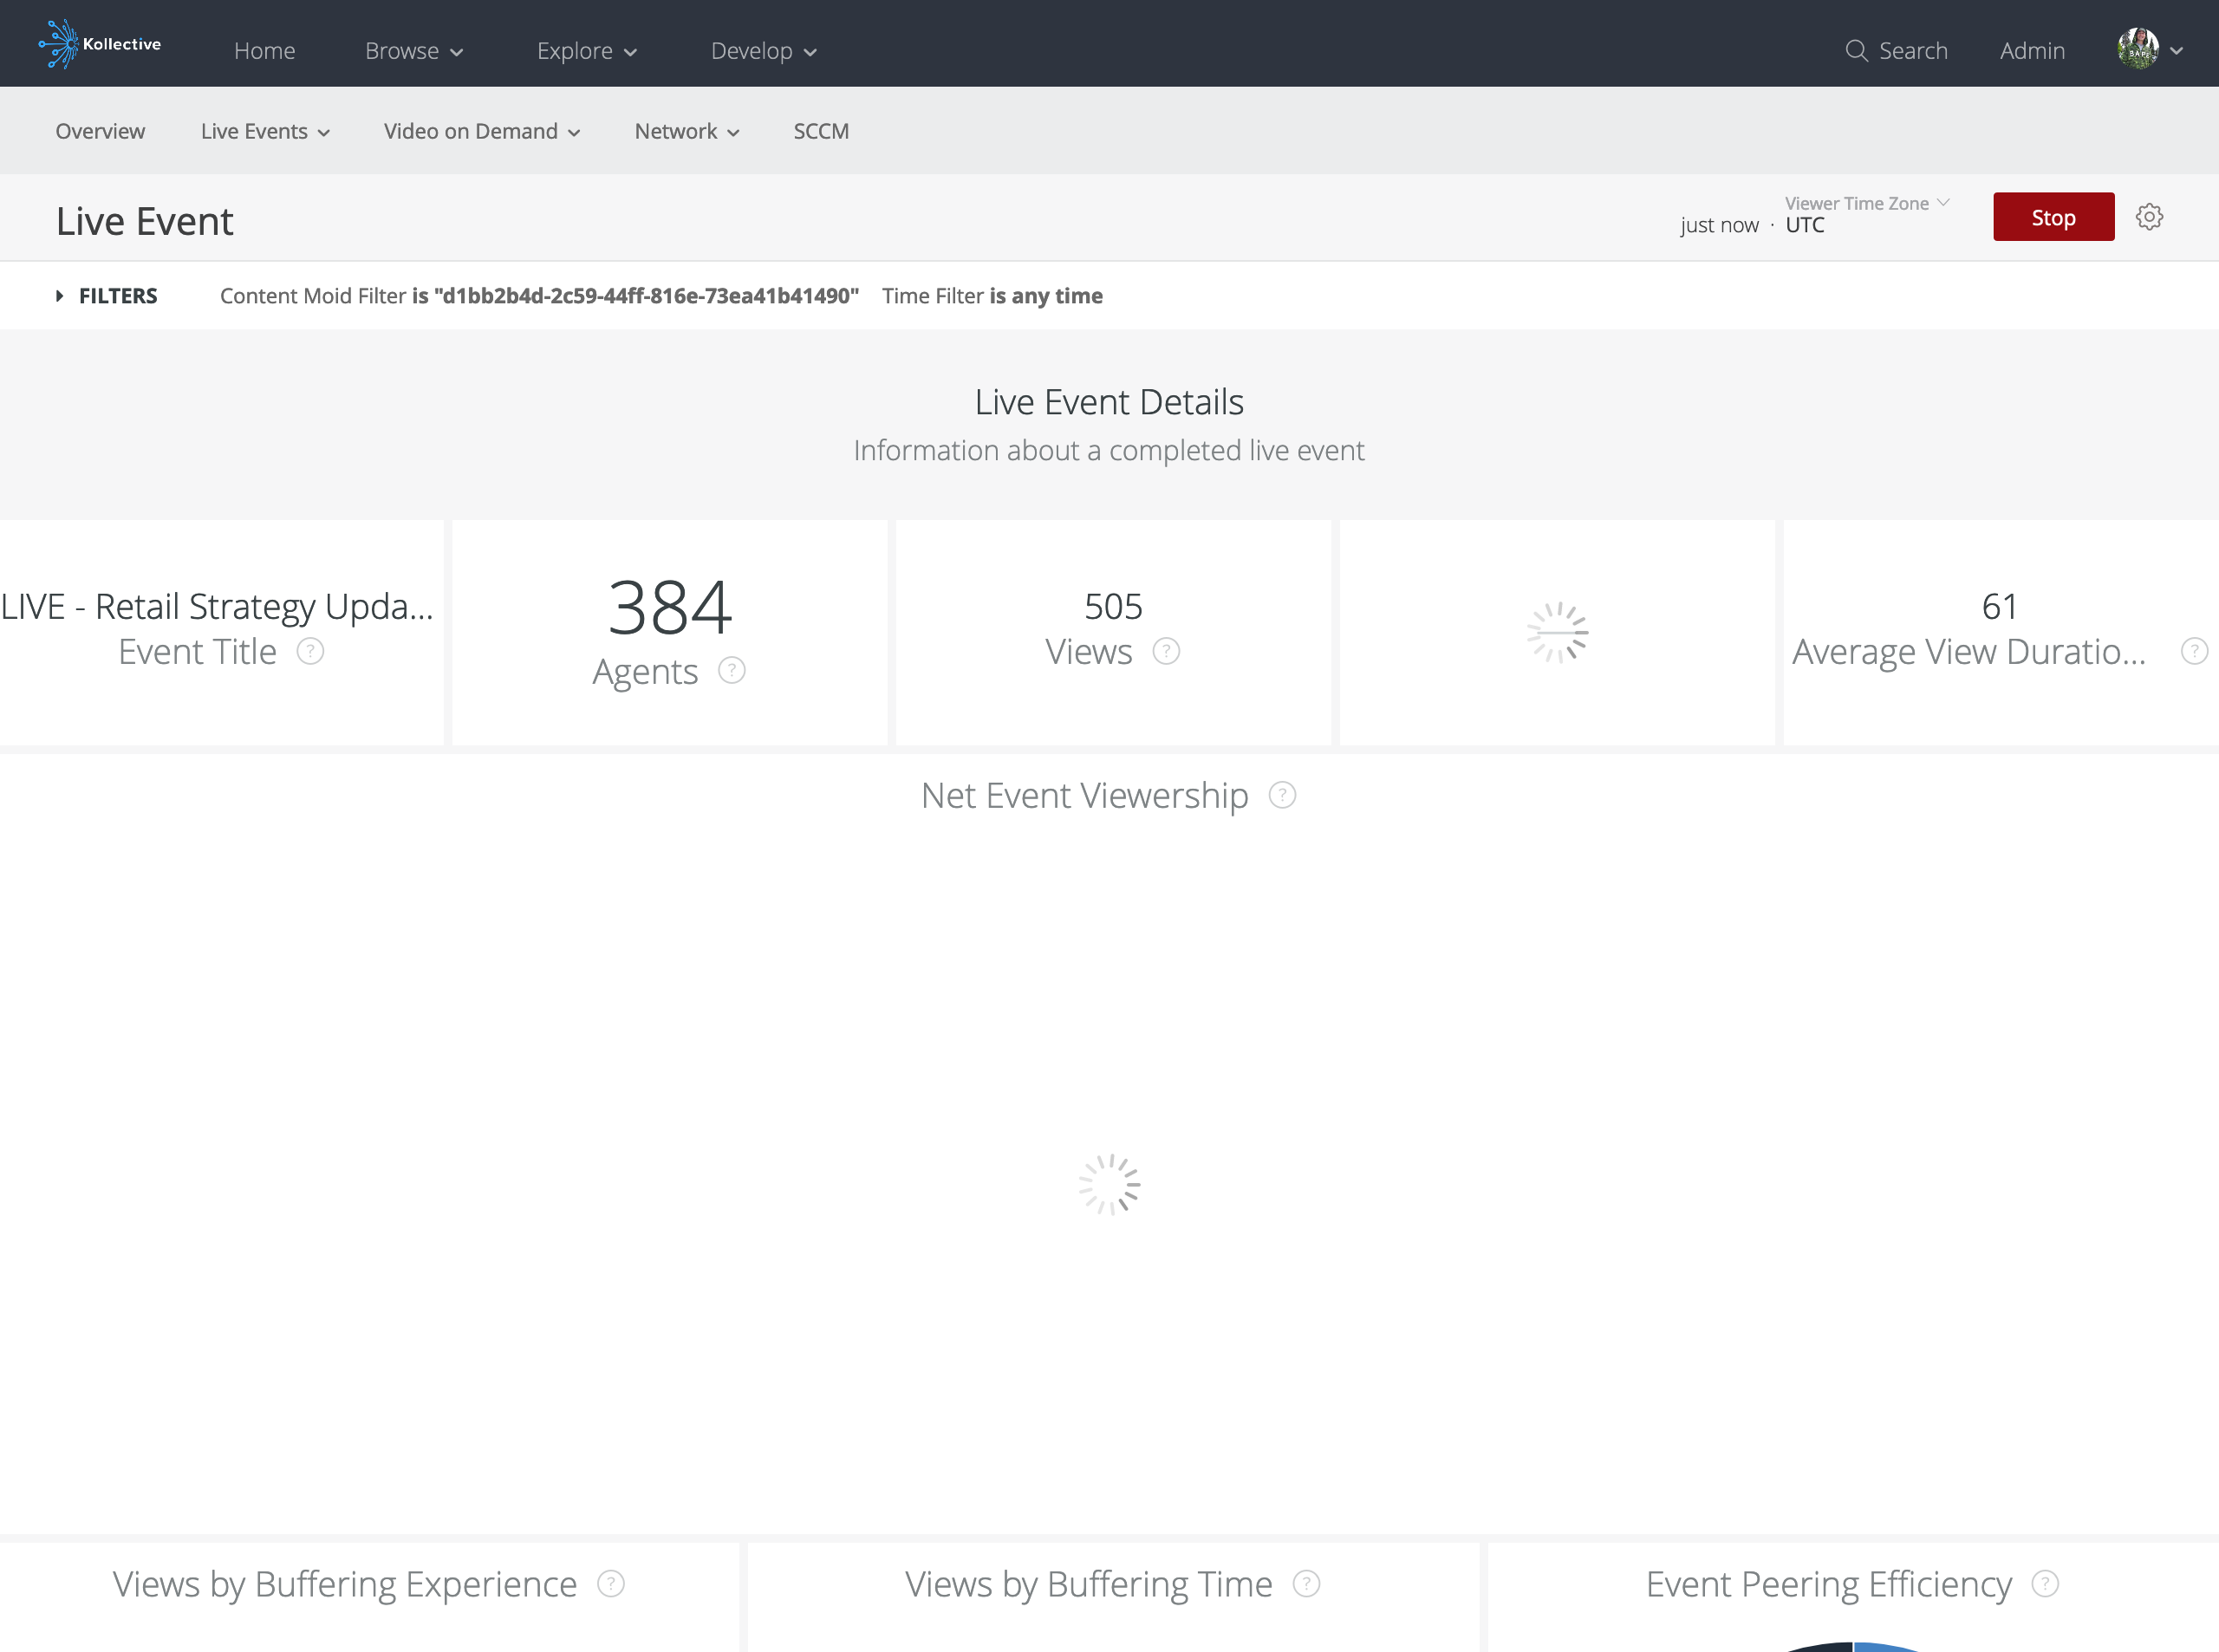 Kollective
Home Browse Explore Develop
Search Admin
Overview Live Events Video on Demand Network SCCM
Live Event
Viewer Time Zone
just now · UTC
Stop
FILTERS Content Moid Filter is "d1bb2b4d-2c59-44ff-816e-73ea41b41490" Time Filter is any time
Live Event Details
Information about a completed live event
LIVE - Retail Strategy Upda...
Event Title ?
384
Agents ?
505
Views ?
61
Average View Duratio... ?
Net Event Viewership ?
Views by Buffering Experience ?
Views by Buffering Time ?
Event Peering Efficiency ?